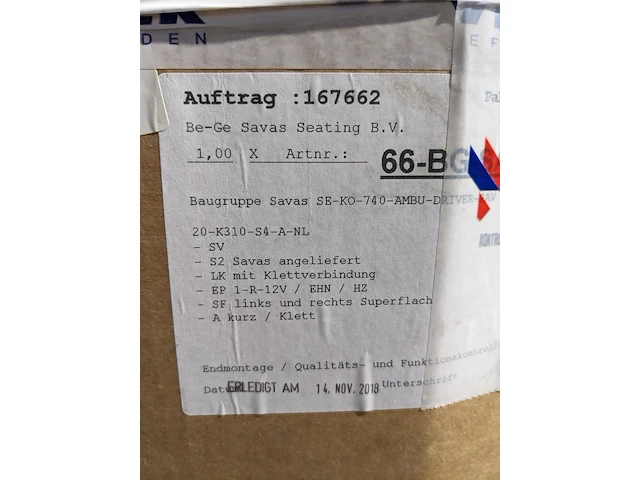 DEN
EF
Auftrag :167662
Be-Ge Savas Seating B.V.
1,00 X Artnr.: 66-BG
Baugruppe Savas SE-KO-740-AMBU-DRIVER
20-K310-S4-A-NL
- SV
- S2 Savas angeliefert
- LK mit Klettverbindung
- EP 1-R-12V / EHN / HZ
- SF links und rechts Superflach
- A kurz / Klett
Endmontage / Qualitäts- und Funktionskontrolle
ERLEDIGT AM 14. NOV. 2018 Unterschrift